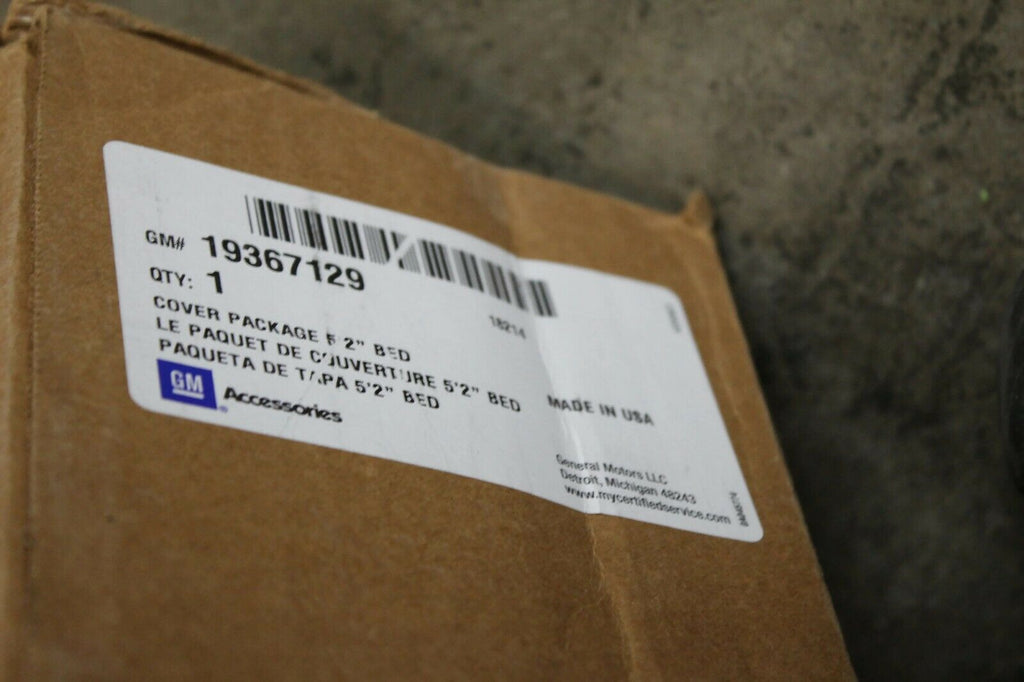 GM# 19367129
QTY: 1
18214
COVER PACKAGE 5'2" BED
LE PAQUET DE COUVERTURE 5'2" BED
PAQUETA DE TAPA 5'2" BED
GM
® Accessories
MADE IN USA
General Motors LLC
Detroit, Michigan 48243
www.mycertifiedservice.com